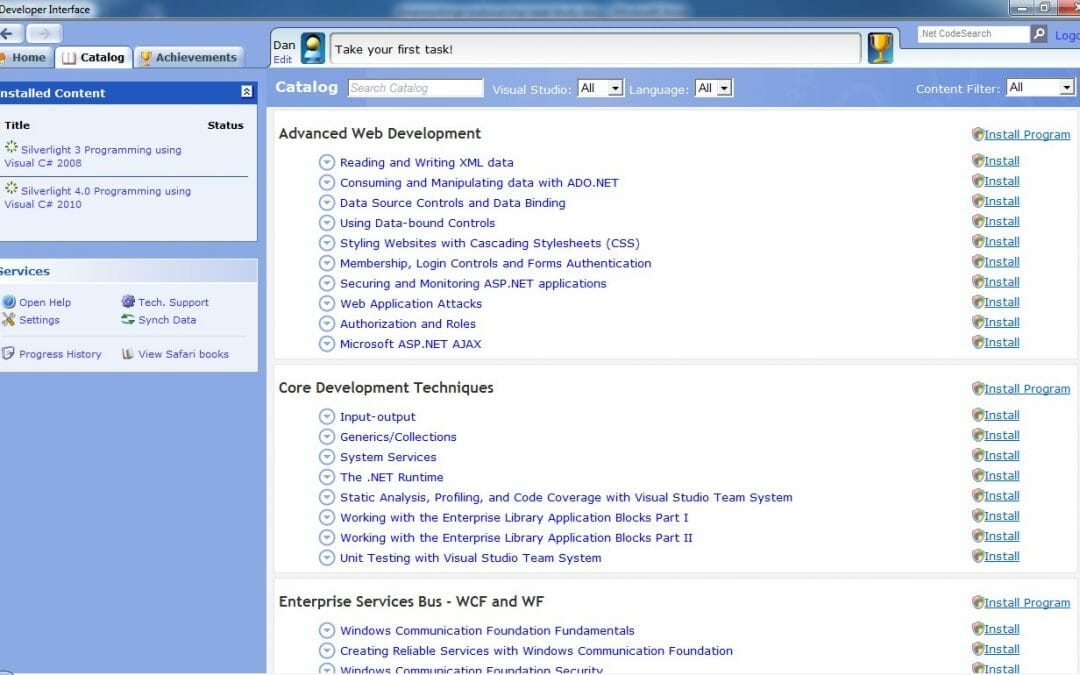 Developer Interface
Home Catalog Achievements
Dan
Edit
Take your first task!
.Net CodeSearch
Logo
nstalled Content
Title Status
Silverlight 3 Programming using
Visual C# 2008
Silverlight 4.0 Programming using
Visual C# 2010
Services
Open Help Tech. Support
Settings Synch Data
Progress History View Safari books
Catalog Search Catalog Visual Studio: All Language: All Content Filter: All
Advanced Web Development Install Program
Reading and Writing XML data Install
Consuming and Manipulating data with ADO.NET Install
Data Source Controls and Data Binding Install
Using Data-bound Controls Install
Styling Websites with Cascading Stylesheets (CSS) Install
Membership, Login Controls and Forms Authentication Install
Securing and Monitoring ASP.NET applications Install
Web Application Attacks Install
Authorization and Roles Install
Microsoft ASP.NET AJAX Install
Core Development Techniques Install Program
Input-output Install
Generics/Collections Install
System Services Install
The .NET Runtime Install
Static Analysis, Profiling, and Code Coverage with Visual Studio Team System Install
Working with the Enterprise Library Application Blocks Part I Install
Working with the Enterprise Library Application Blocks Part II Install
Unit Testing with Visual Studio Team System Install
Enterprise Services Bus - WCF and WF Install Program
Windows Communication Foundation Fundamentals Install
Creating Reliable Services with Windows Communication Foundation Install
Windows Communication Foundation Security Install